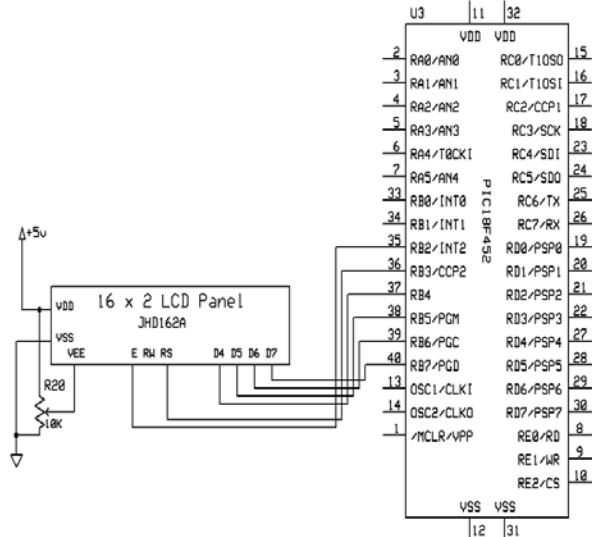 U3
11 32
VDD VDD
2 RA0/AN0 RC0/T1OSO 15
3 RA1/AN1 RC1/T1OSI 16
4 RA2/AN2 RC2/CCP1 17
5 RA3/AN3 RC3/SCK 18
6 RA4/T0CKI RC4/SDI 23
7 RA5/AN4 RC5/SDO 24
33 RB0/INT0 RC6/TX 25
34 RB1/INT1 RC7/RX 26
35 RB2/INT2 RD0/PSP0 19
36 RB3/CCP2 RD1/PSP1 20
37 RB4 RD2/PSP2 21
38 RB5/PGM RD3/PSP3 22
39 RB6/PGC RD4/PSP4 27
40 RB7/PGD RD5/PSP5 28
13 OSC1/CLKI RD6/PSP6 29
14 OSC2/CLKO RD7/PSP7 30
1 /MCLR/VPP RE0/RD 8
RE1/WR 9
RE2/CS 10
VSS VSS
12 31
PIC18F452
+5v
16 x 2 LCD Panel
JHD162A
VDD
VSS
VEE E RW RS D4 D5 D6 D7
R20
10K